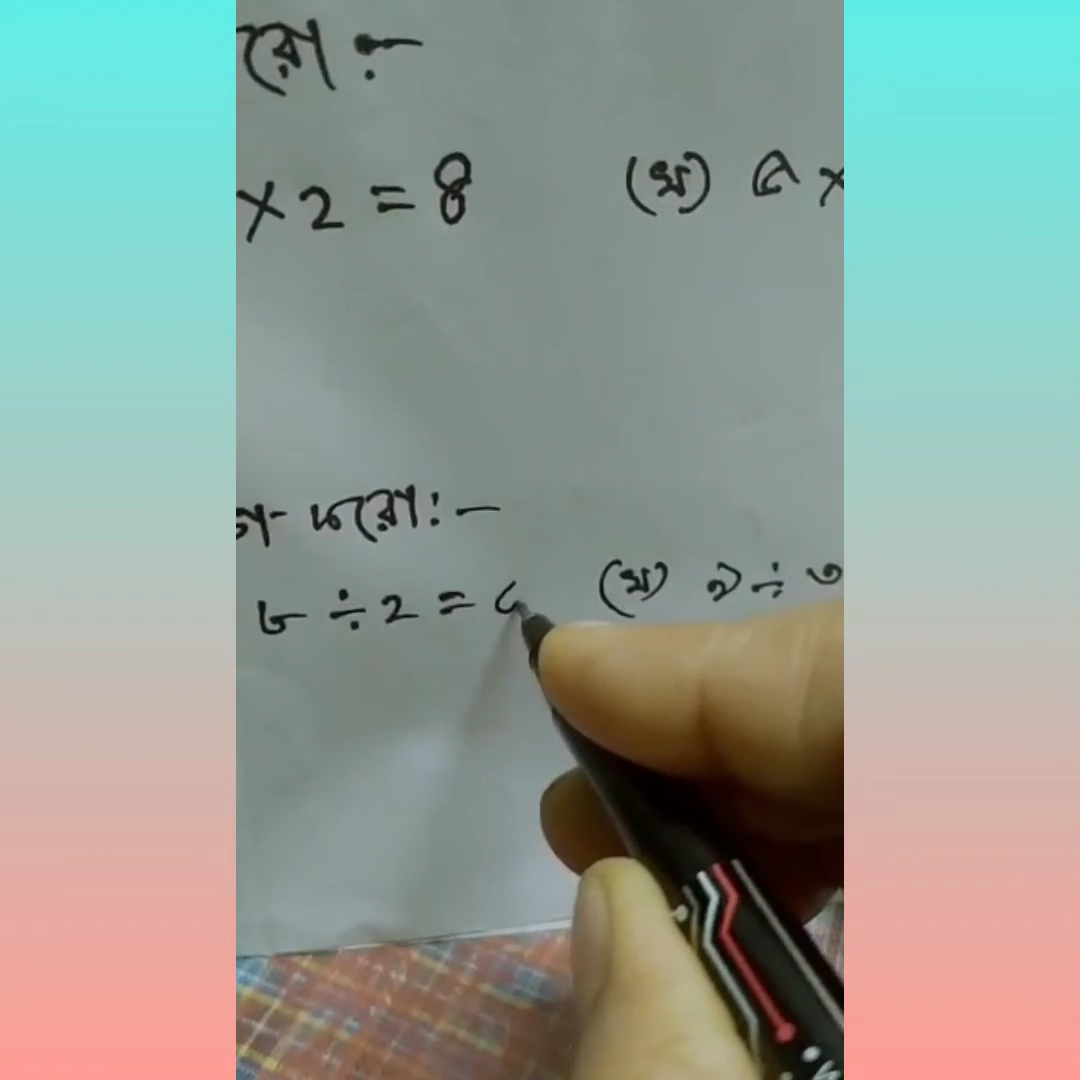 রো :-
× 2 = 8 (খ) ৫ ×
গ করো :-
৮ ÷ 2 = (খ) ৯ ÷ ৩